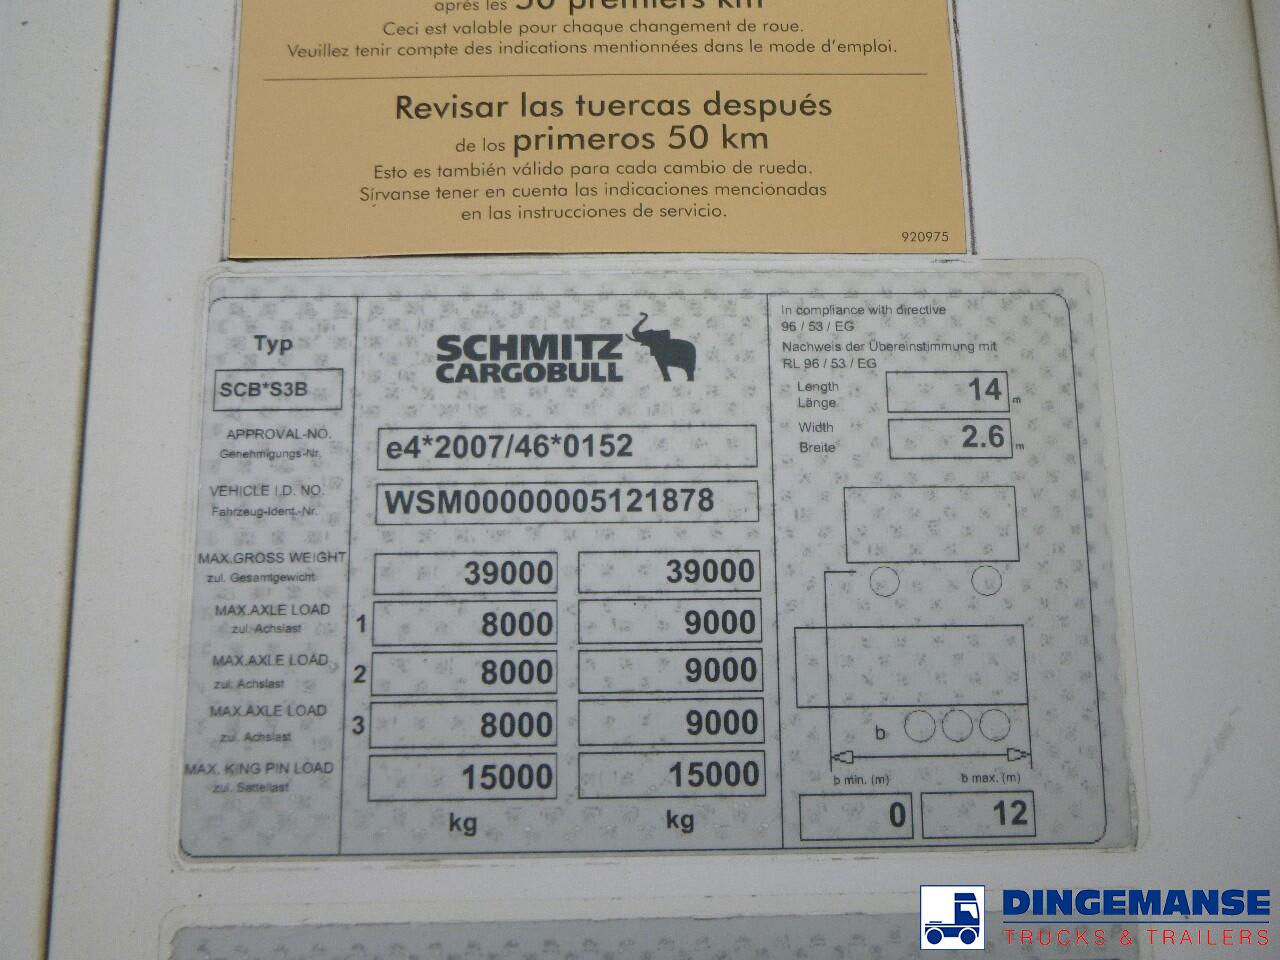 après les 50 premiers km
Ceci est valable pour chaque changement de roue.
Veuillez tenir compte des indications mentionnées dans le mode d'emploi.
Revisar las tuercas después
de los primeros 50 km
Esto es también válido para cada cambio de rueda.
Sírvanse tener en cuenta las indicaciones mencionadas
en las instrucciones de servicio.
920975
Typ
SCB*S3B
SCHMITZ
CARGOBULL
APPROVAL-NO.
Genehmigungs-Nr.
e4*2007/46*0152
VEHICLE I.D. NO.
Fahrzeug-Ident.-Nr.
WSM00000005121878
MAX.GROSS WEIGHT
zul. Gesamtgewicht
39000 39000
MAX.AXLE LOAD
zul. Achslast
1 8000 9000
MAX.AXLE LOAD
zul. Achslast
2 8000 9000
MAX.AXLE LOAD
zul. Achslast
3 8000 9000
MAX. KING PIN LOAD
zul. Sattellast
15000 15000
kg kg
In compliance with directive
96 / 53 / EG
Nachweis der Übereinstimmung mit
RL 96 / 53 / EG
Length
Länge
14 m
Width
Breite
2.6 m
b
b min. (m) b max. (m)
0 12
DINGEMANSE
TRUCKS & TRAILERS